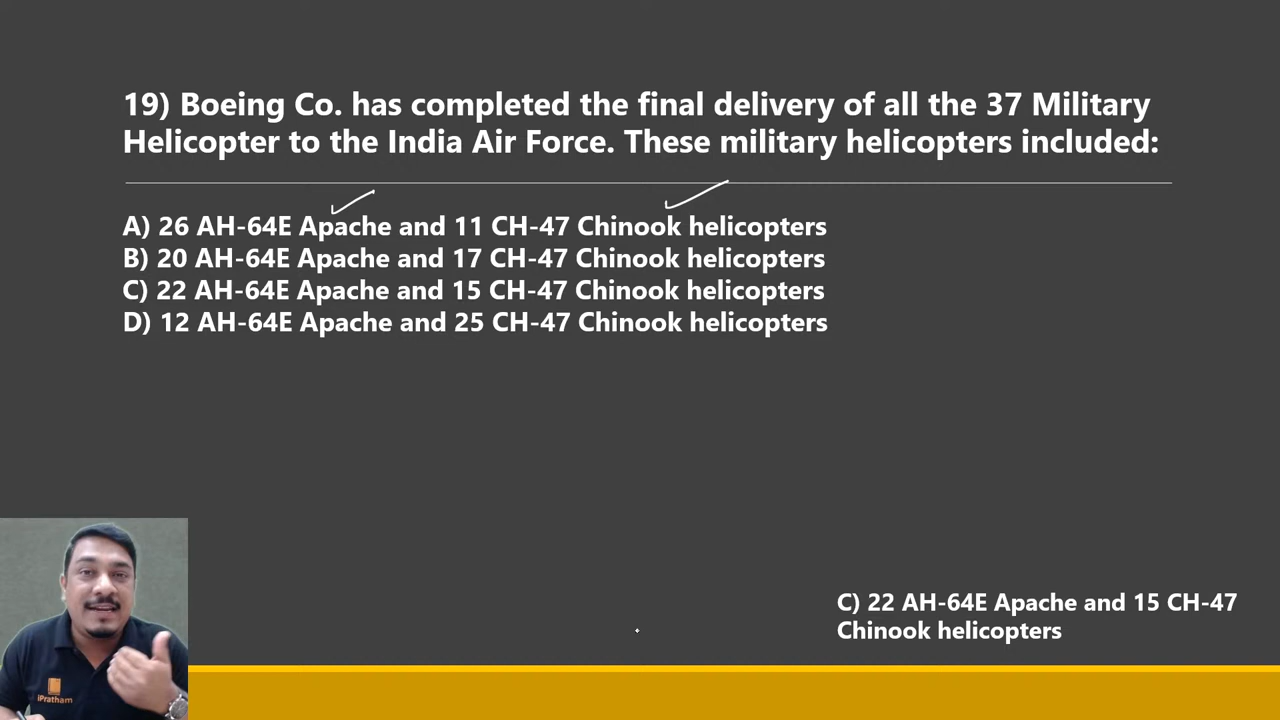 19) Boeing Co. has completed the final delivery of all the 37 Military
Helicopter to the India Air Force. These military helicopters included:
A) 26 AH-64E Apache and 11 CH-47 Chinook helicopters
B) 20 AH-64E Apache and 17 CH-47 Chinook helicopters
C) 22 AH-64E Apache and 15 CH-47 Chinook helicopters
D) 12 AH-64E Apache and 25 CH-47 Chinook helicopters
C) 22 AH-64E Apache and 15 CH-47
Chinook helicopters
iPratham